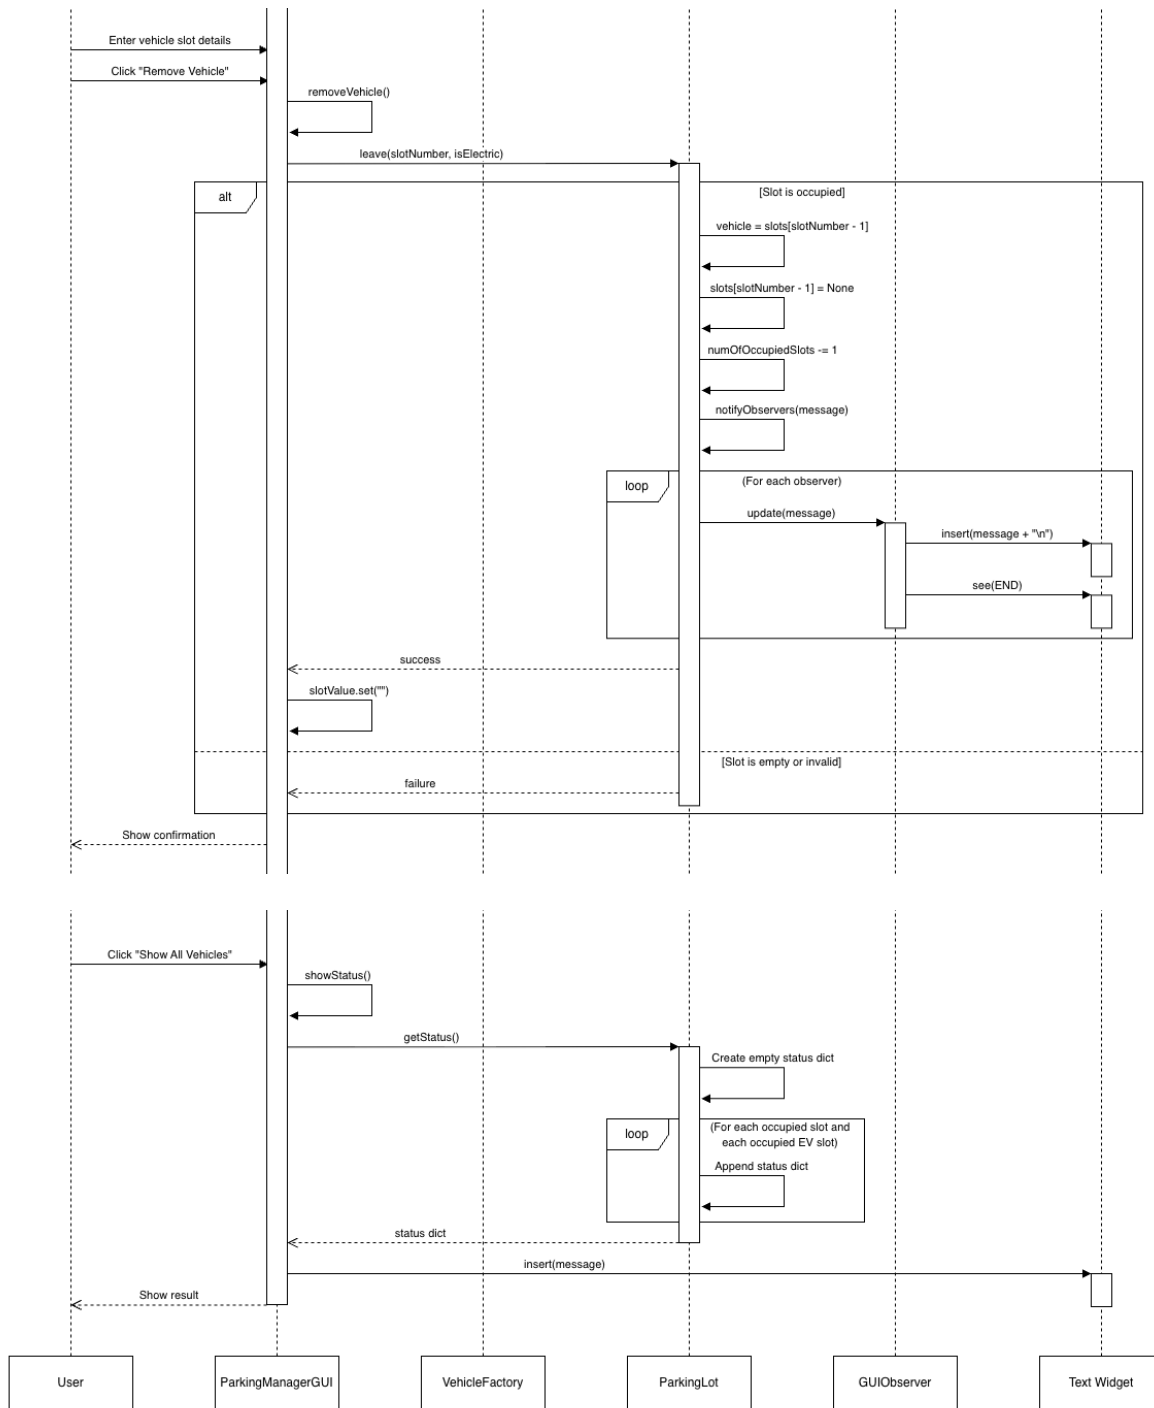 Enter vehicle slot details
Click "Remove Vehicle"
removeVehicle()
leave(slotNumber, isElectric)
alt
[Slot is occupied]
vehicle = slots[slotNumber - 1]
slots[slotNumber - 1] = None
numOfOccupiedSlots -= 1
notifyObservers(message)
loop
(For each observer)
update(message)
insert(message + "\n")
see(END)
success
slotValue.set("")
[Slot is empty or invalid]
failure
Show confirmation
Click "Show All Vehicles"
showStatus()
getStatus()
Create empty status dict
loop
(For each occupied slot and
each occupied EV slot)
Append status dict
status dict
insert(message)
Show result
User
ParkingManagerGUI
VehicleFactory
ParkingLot
GUIObserver
Text Widget